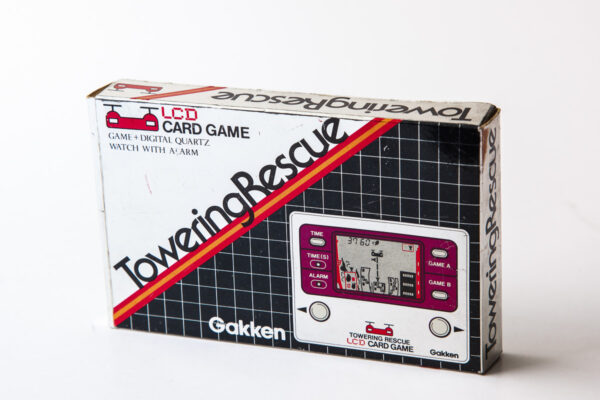 ToweringRescue
LCD
CARD GAME
GAME+DIGITAL QUARTZ
WATCH WITH ALARM
ToweringRescue
Gakken
TIME
TIME(S)
ALARM
GAME A
GAME B
TOWERING RESCUE
LCD CARD GAME
Gakken
ToweringRescue